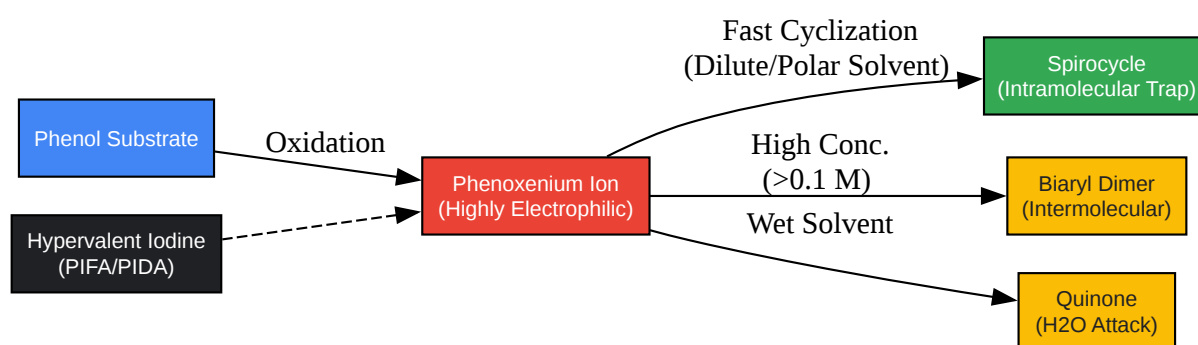 Phenol Substrate
Hypervalent Iodine
(PIFA/PIDA)
Oxidation
Phenoxenium Ion
(Highly Electrophilic)
Fast Cyclization
(Dilute/Polar Solvent)
High Conc.
(>0.1 M)
Wet Solvent
Spirocycle
(Intramolecular Trap)
Biaryl Dimer
(Intermolecular)
Quinone
(H2O Attack)